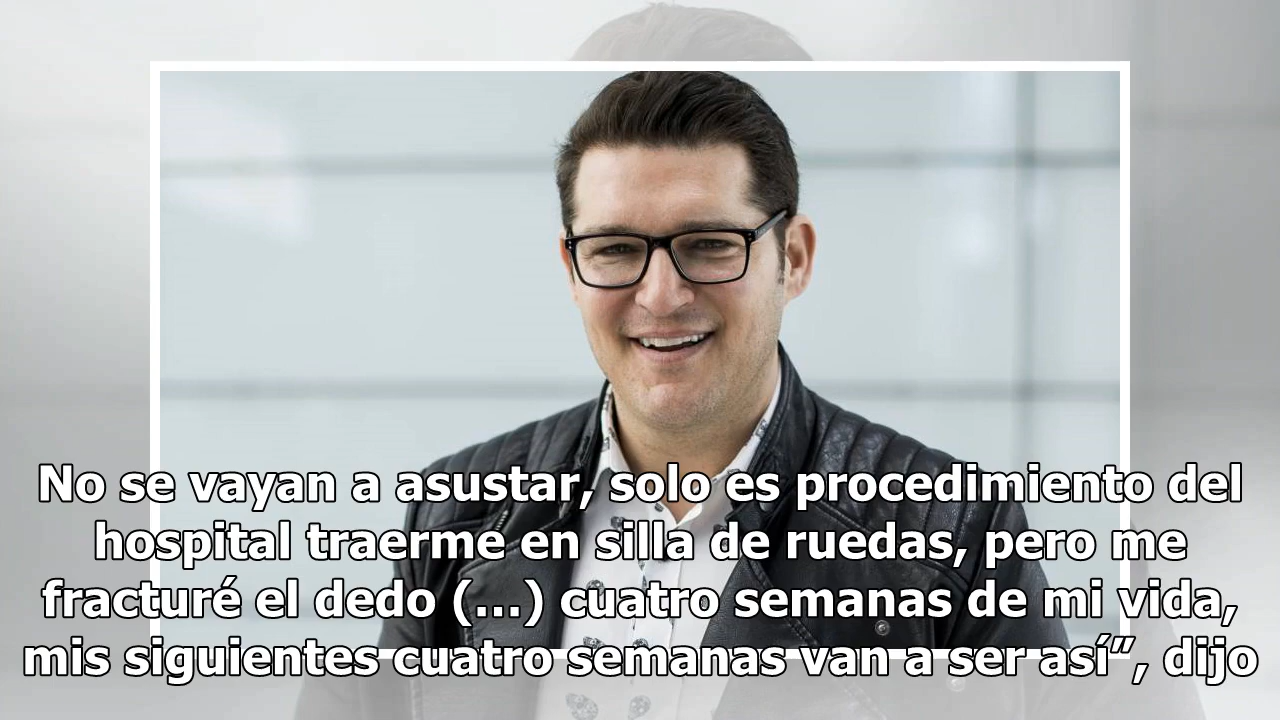 No se vayan a asustar, solo es procedimiento del
hospital traerme en silla de ruedas, pero me
fracturé el dedo (...) cuatro semanas de mi vida,
mis siguientes cuatro semanas van a ser así”, dijo